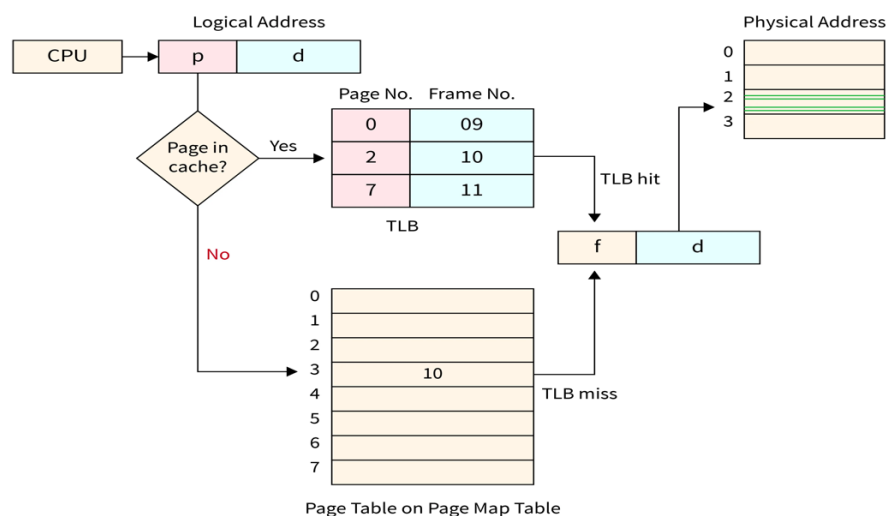 Logical Address
Physical Address
CPU
p
d
0
1
2
3
Page No.
Frame No.
Page in
cache?
Yes
0
09
2
10
7
11
TLB
TLB hit
f
d
No
0
1
2
3
10
4
5
6
7
TLB miss
Page Table on Page Map Table